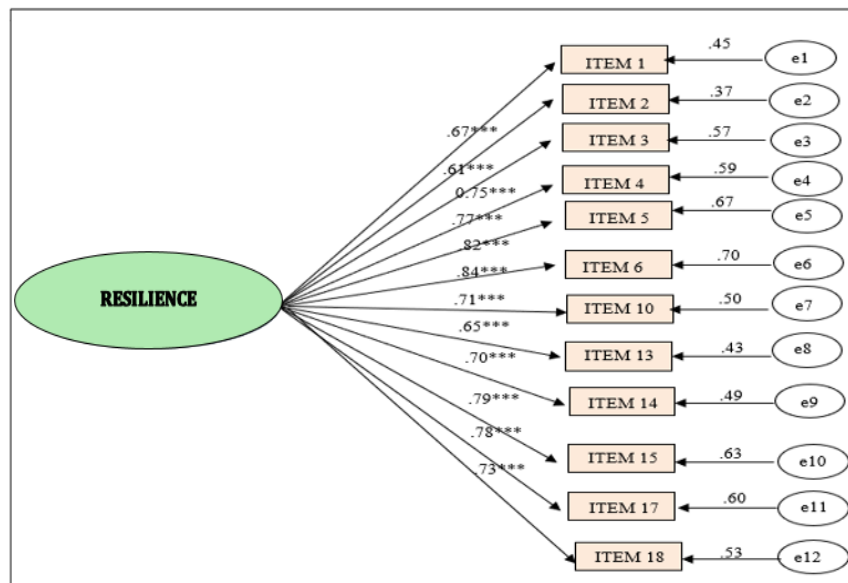 .45
ITEM 1
e1
.37
ITEM 2
e2
.67***
.57
ITEM 3
e3
.61***
.59
ITEM 4
e4
0.75***
.67
ITEM 5
e5
.77***
.82***
.84***
.70
ITEM 6
e6
RESILIENCE
.71***
.50
ITEM 10
e7
.65***
.43
ITEM 13
e8
.70***
.49
ITEM 14
e9
.79***
.78***
.63
ITEM 15
e10
.73***
.60
ITEM 17
e11
.53
ITEM 18
e12